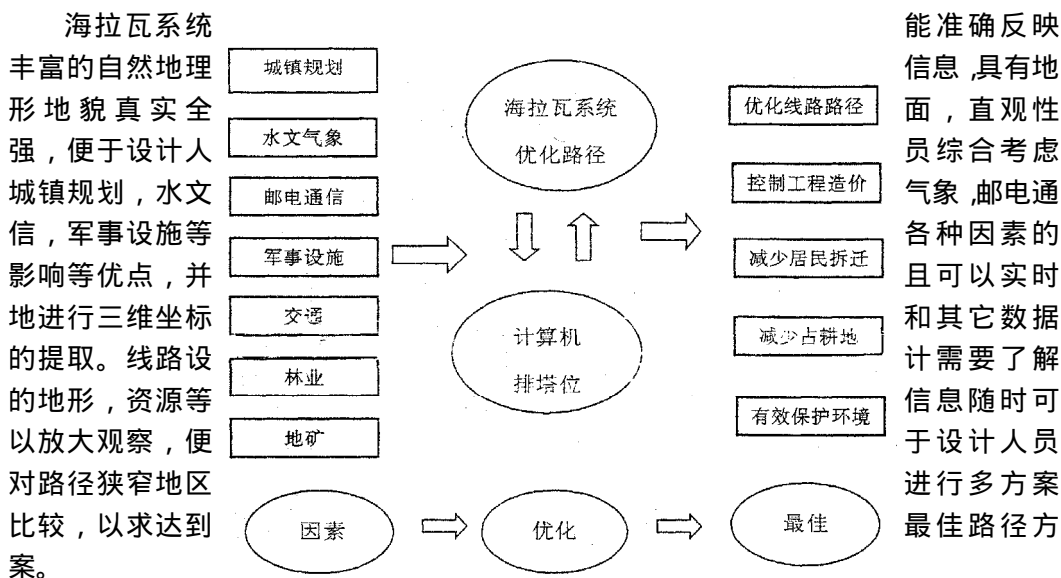 海拉瓦系统能准确反映
丰富的自然地理信息,具有地
形地貌真实全面，直观性
强，便于设计人员综合考虑
城镇规划，水文气象,邮电通
信，军事设施等各种因素的
影响等优点，并且可以实时
地进行三维坐标和其它数据
的提取。线路设计需要了解
的地形，资源等信息随时可
以放大观察，便于设计人员
对路径狭窄地区进行多方案
比较，以求达到最佳路径方
案。
城镇规划
水文气象
邮电通信
军事设施
交通
林业
地矿
海拉瓦系统
优化路径
计算机
排塔位
优化线路路径
控制工程造价
减少居民拆迁
减少占耕地
有效保护环境
因素
优化
最佳